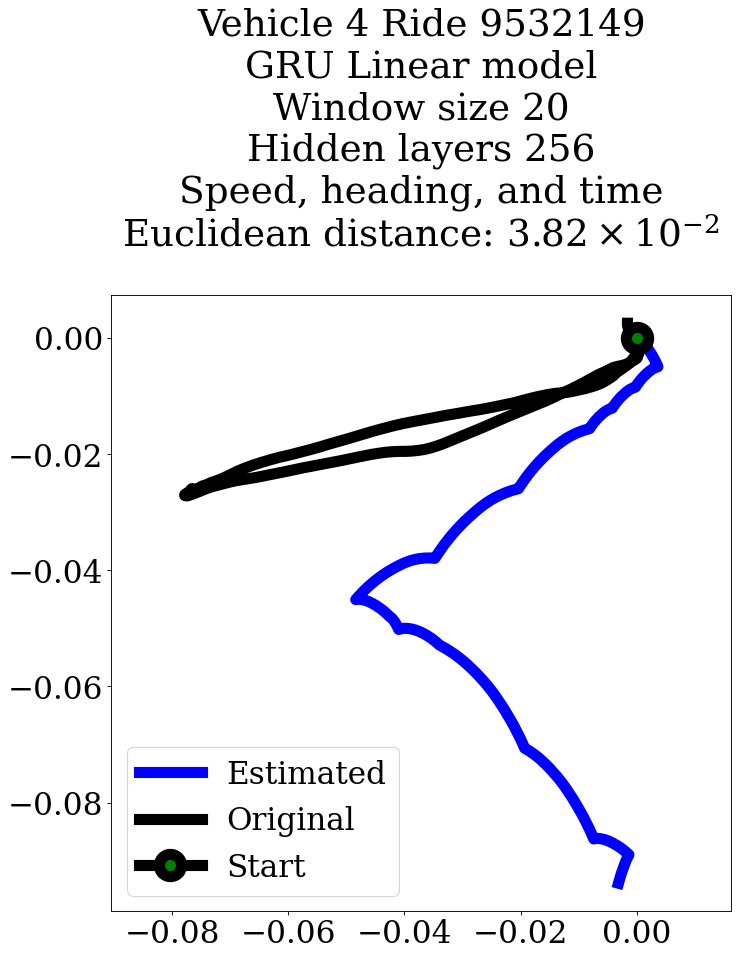 Vehicle 4 Ride 9532149
GRU Linear model
Window size 20
Hidden layers 256
Speed, heading, and time
Euclidean distance: 3.82 × 10⁻²
0.00
−0.02
−0.04
−0.06
−0.08
Estimated
Original
Start
−0.08 −0.06 −0.04 −0.02 0.00